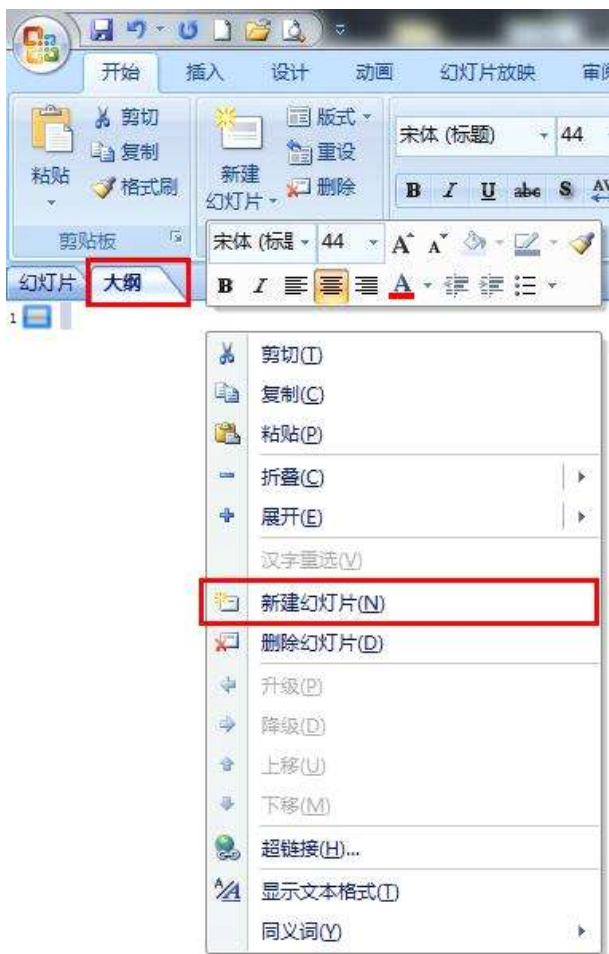 开始 插入 设计 动画 幻灯片放映 审阅
剪切 版式
宋体 (标题) 44
复制 重设
粘贴 格式刷 新建 幻灯片 删除
B I U abe S AV
剪贴板 宋体 (标题 44 A A
幻灯片 大纲 B I A
1
剪切(T)
复制(C)
粘贴(P)
折叠(C)
展开(E)
汉字重选(V)
新建幻灯片(N)
删除幻灯片(D)
升级(P)
降级(D)
上移(U)
下移(M)
超链接(H)...
显示文本格式(T)
同义词(Y)